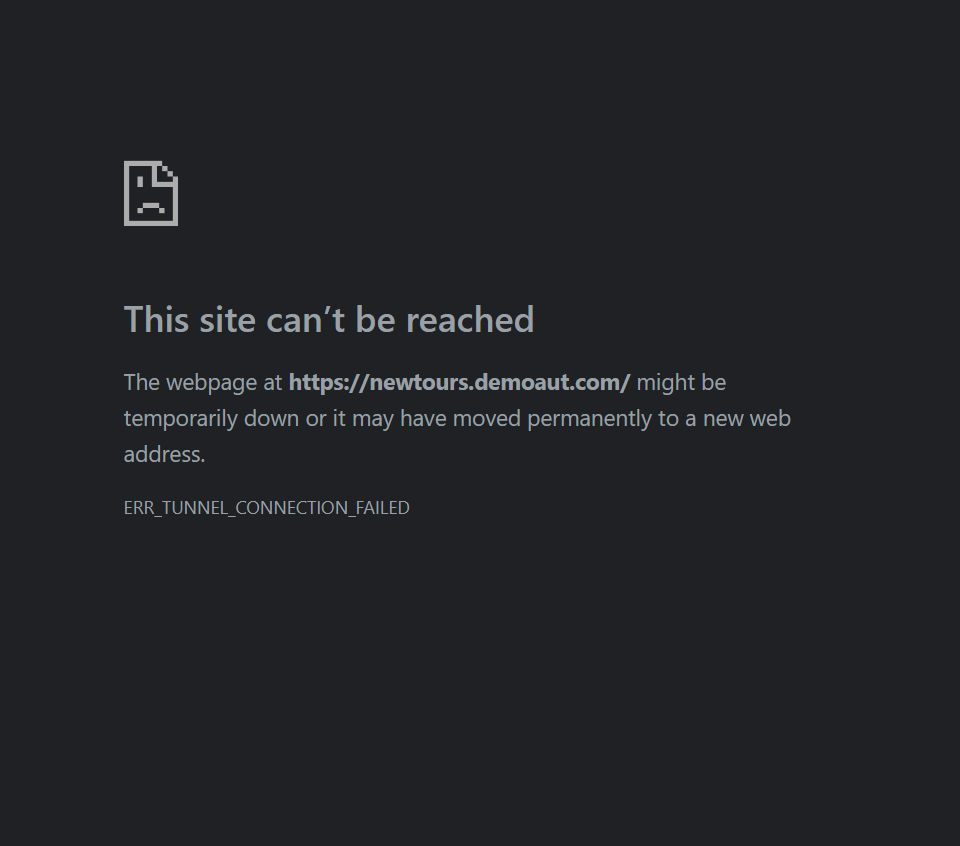 This site can’t be reached
The webpage at https://newtours.demoaut.com/ might be
temporarily down or it may have moved permanently to a new web
address.
ERR_TUNNEL_CONNECTION_FAILED